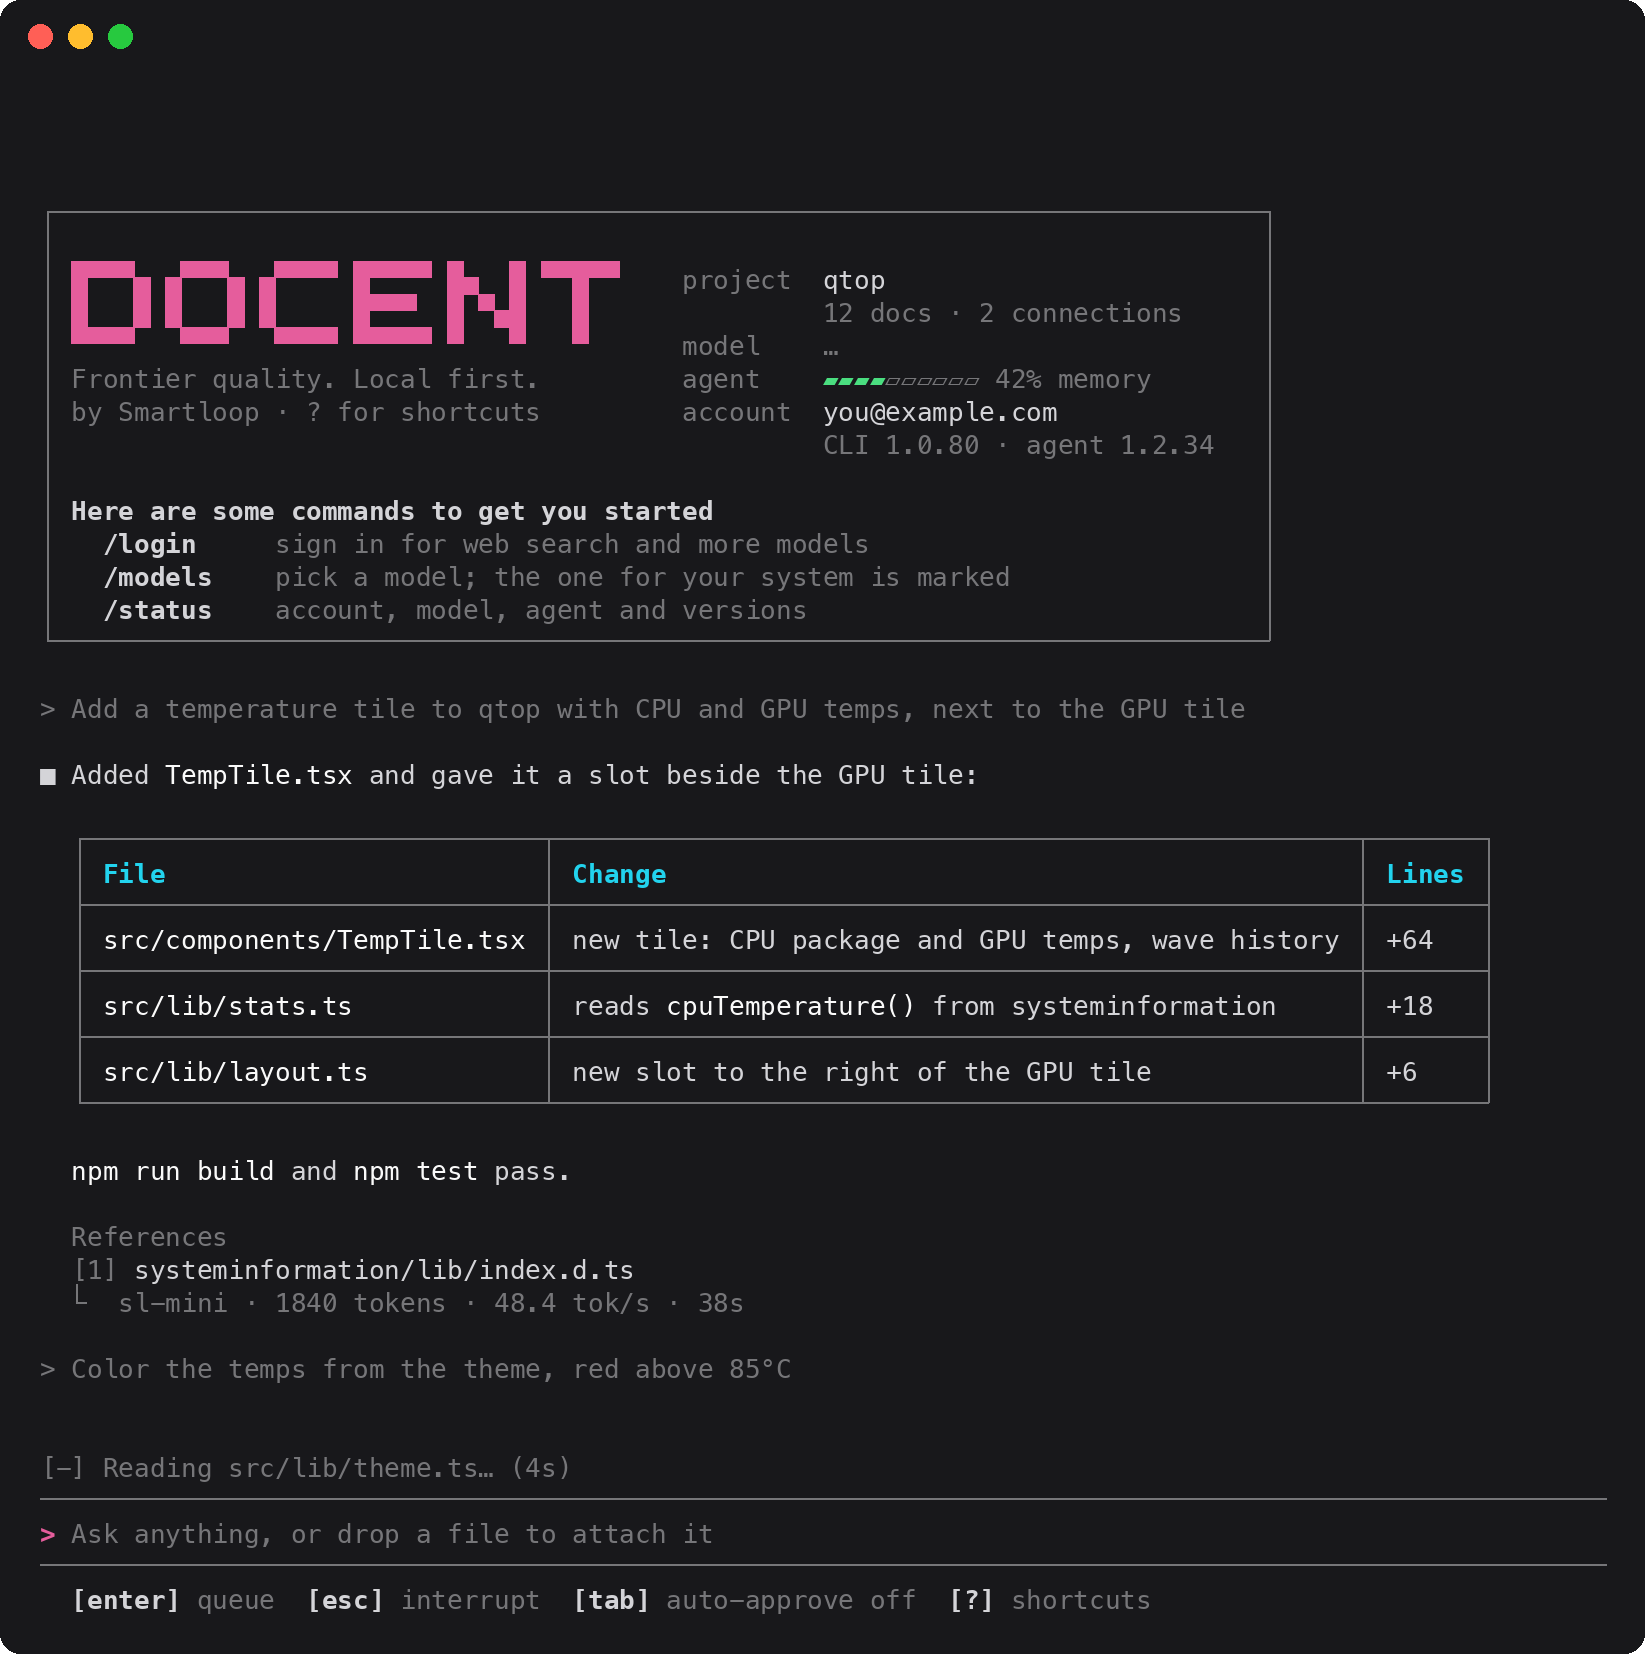 DOCENT
Frontier quality. Local first.
by Smartloop · ? for shortcuts
project qtop
12 docs · 2 connections
model …
agent ▰▰▰▰▱▱▱▱▱▱ 42% memory
account you@example.com
CLI 1.0.80 · agent 1.2.34
Here are some commands to get you started
/login sign in for web search and more models
/models pick a model; the one for your system is marked
/status account, model, agent and versions
> Add a temperature tile to qtop with CPU and GPU temps, next to the GPU tile
■ Added TempTile.tsx and gave it a slot beside the GPU tile:
File Change Lines
src/components/TempTile.tsx new tile: CPU package and GPU temps, wave history +64
src/lib/stats.ts reads cpuTemperature() from systeminformation +18
src/lib/layout.ts new slot to the right of the GPU tile +6
npm run build and npm test pass.
References
[1] systeminformation/lib/index.d.ts
└ sl-mini · 1840 tokens · 48.4 tok/s · 38s
> Color the temps from the theme, red above 85°C
[-] Reading src/lib/theme.ts… (4s)
> Ask anything, or drop a file to attach it
[enter] queue [esc] interrupt [tab] auto-approve off [?] shortcuts